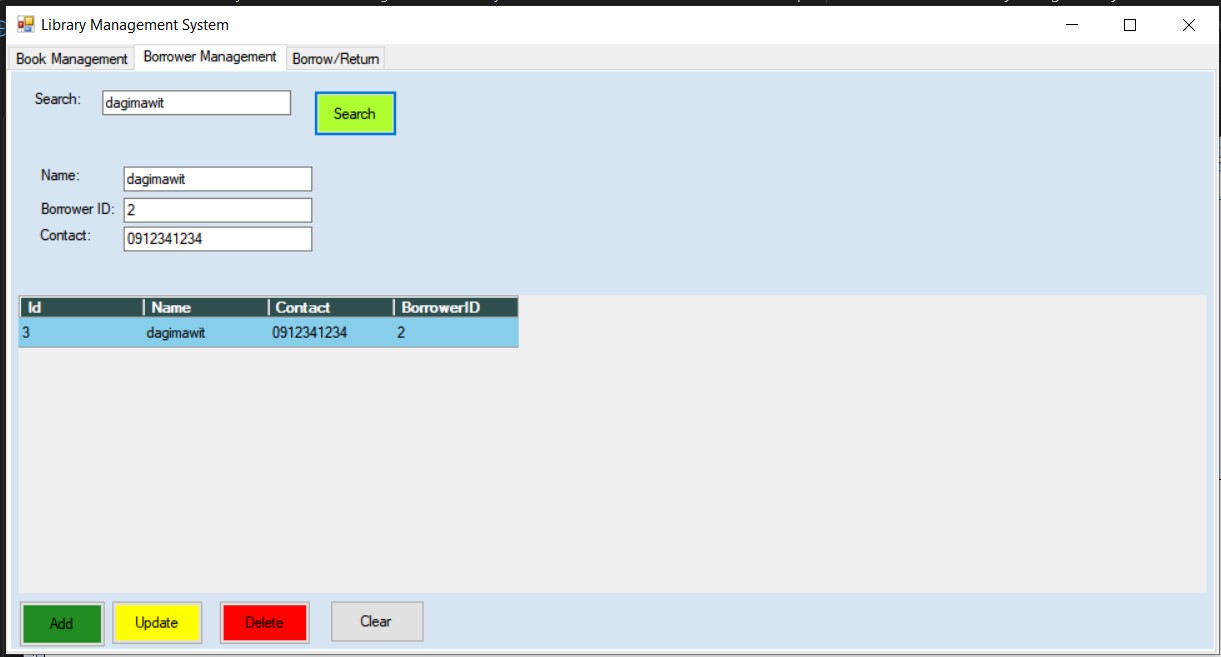 Library Management System
Book Management Borrower Management Borrow/Return
Search: dagimawit Search
Name: dagimawit
Borrower ID: 2
Contact: 0912341234
Id Name Contact BorrowerID
3 dagimawit 0912341234 2
Add Update Delete Clear